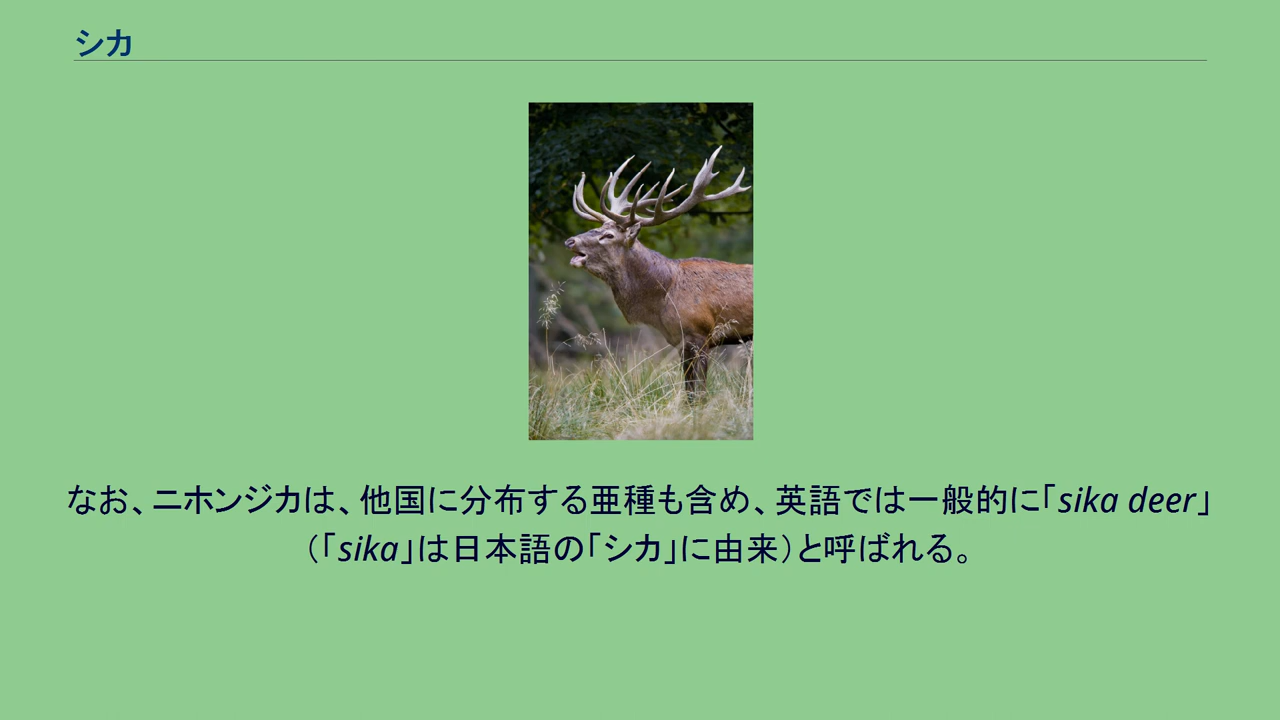 シカ
なお、ニホンジカは、他国に分布する亜種も含め、英語では一般的に「sika deer」
（「sika」は日本語の「シカ」に由来）と呼ばれる。